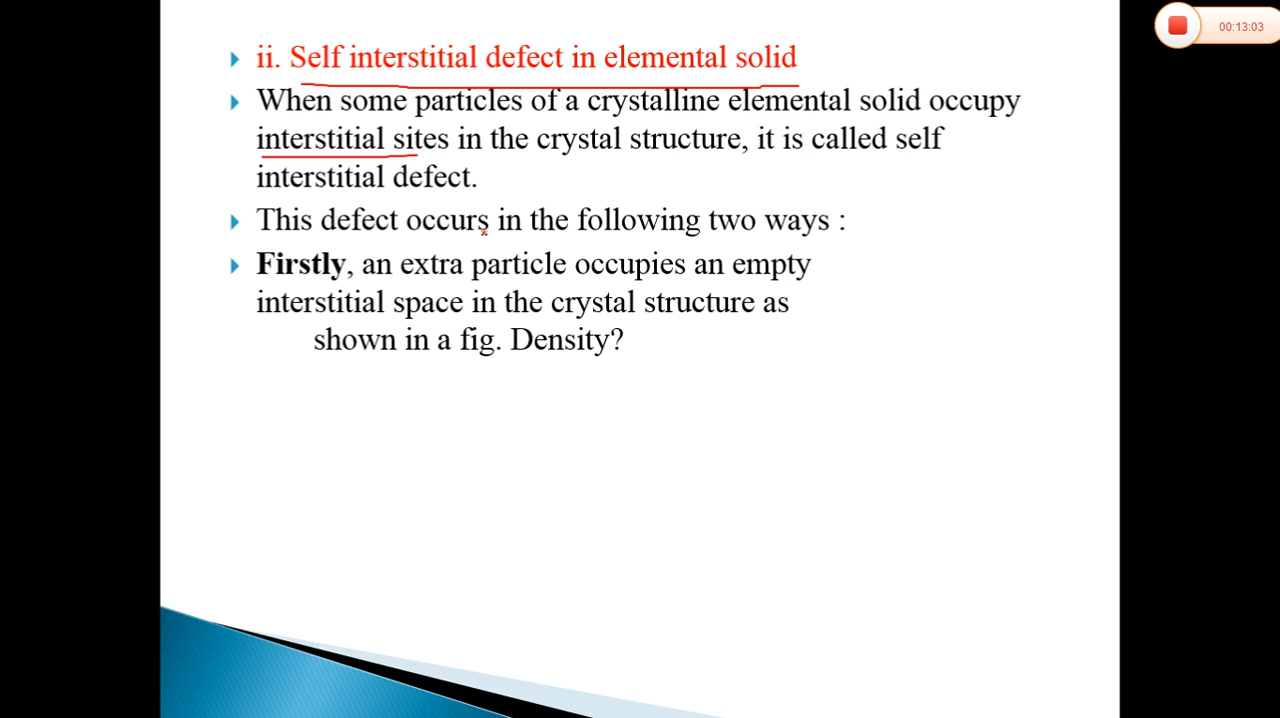 00:13:03
ii. Self interstitial defect in elemental solid
When some particles of a crystalline elemental solid occupy
interstitial sites in the crystal structure, it is called self
interstitial defect.
This defect occurs in the following two ways :
Firstly, an extra particle occupies an empty
interstitial space in the crystal structure as
shown in a fig. Density?